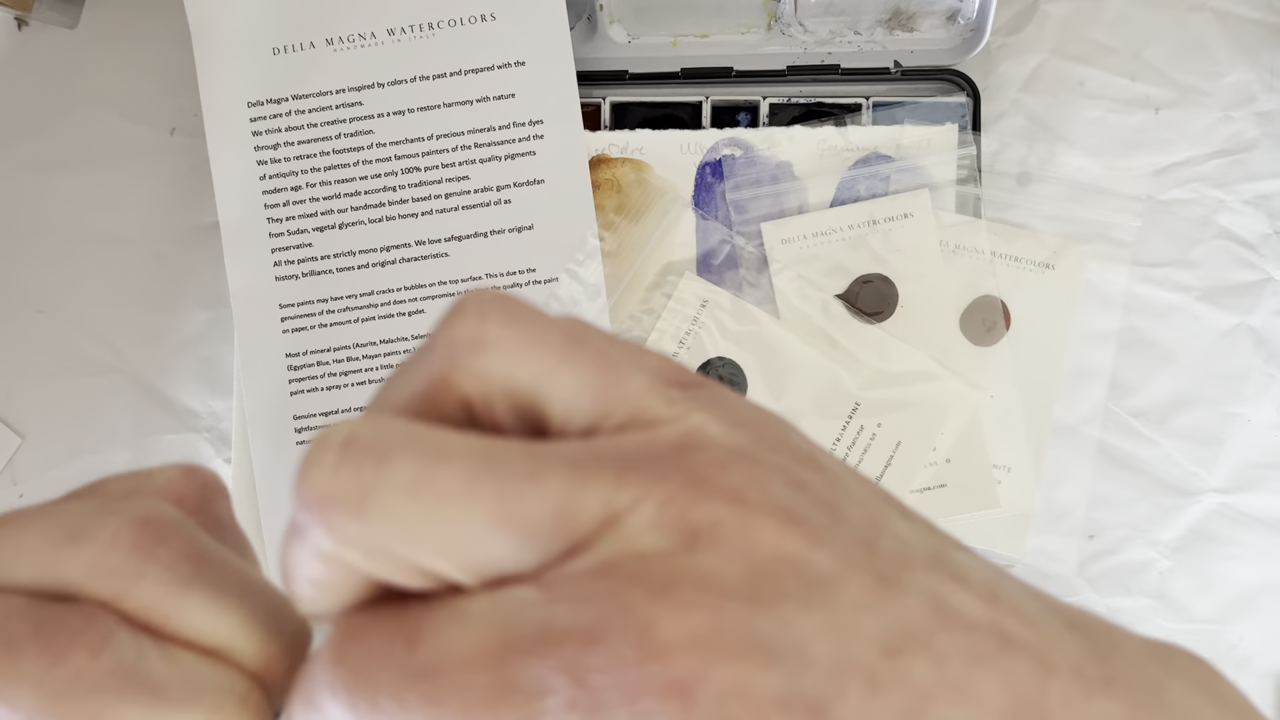 DELLA MAGNA WATERCOLORS
HANDMADE IN ITALY
Della Magna Watercolors are inspired by colors of the past and prepared with the
same care of the ancient artisans.
We think about the creative process as a way to restore harmony with nature
through the awareness of tradition.
We like to retrace the footsteps of the merchants of precious minerals and fine dyes
of antiquity to the palettes of the most famous painters of the Renaissance and the
modern age. For this reason we use only 100% pure best artist quality pigments
from all over the world made according to traditional recipes.
They are mixed with our handmade binder based on genuine arabic gum Kordofan
from Sudan, vegetal glycerin, local bio honey and natural essential oil as
preservative.
All the paints are strictly mono pigments. We love safeguarding their original
history, brilliance, tones and original characteristics.
Some paints may have very small cracks or bubbles on the top surface. This is due to the
genuineness of the craftsmanship and does not compromise in the the quality of the paint
on paper, or the amount of paint inside the godet.
Most of mineral paints (Azurite, Malachite, Selenite
(Egyptian Blue, Han Blue, Mayan paints etc.)
properties of the pigment are a little
paint with a spray or a wet brush
Genuine vegetal and
lightfastness
DELLA MAGNA WATERCOLORS
MAGNA WATERCOLORS
WATERCOLORS
ULTRAMARINE
magna.com